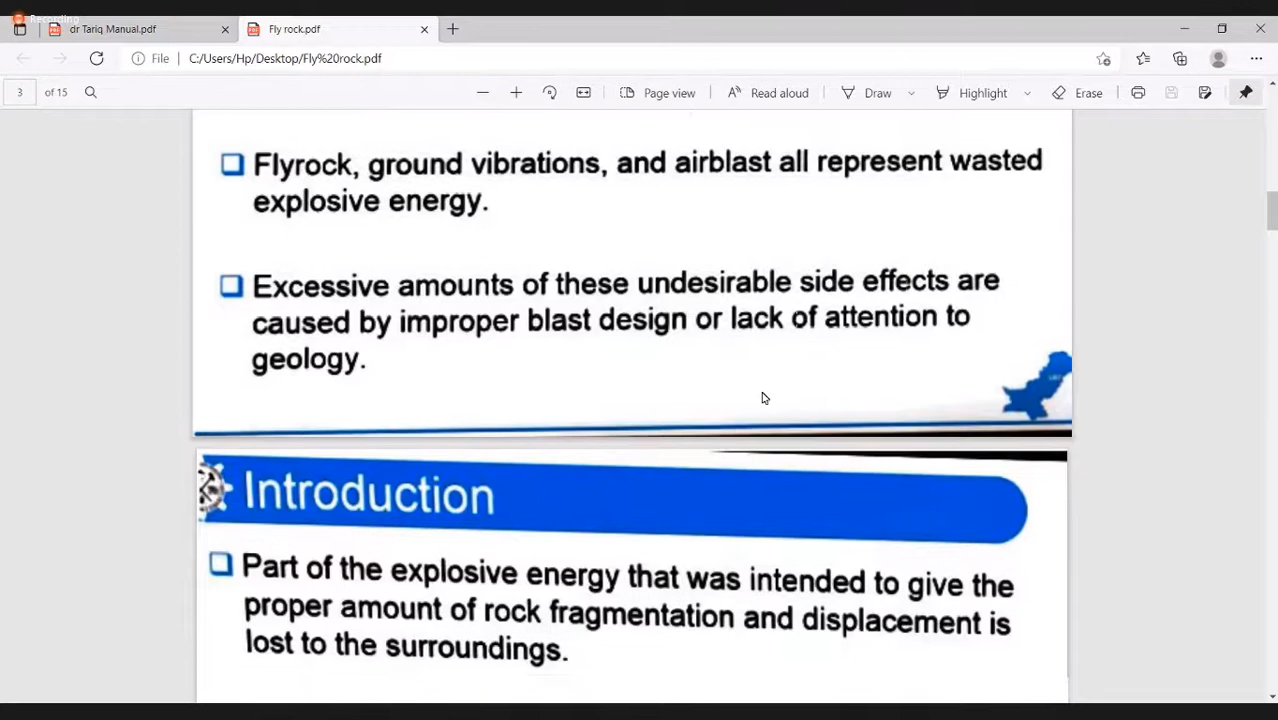 Recording
dr Tariq Manual.pdf
Fly rock.pdf
File
C:/Users/Hp/Desktop/Fly%20rock.pdf
3 of 15
Page view
Read aloud
Draw
Highlight
Erase
Flyrock, ground vibrations, and airblast all represent wasted
explosive energy.
Excessive amounts of these undesirable side effects are
caused by improper blast design or lack of attention to
geology.
Introduction
Part of the explosive energy that was intended to give the
proper amount of rock fragmentation and displacement is
lost to the surroundings.